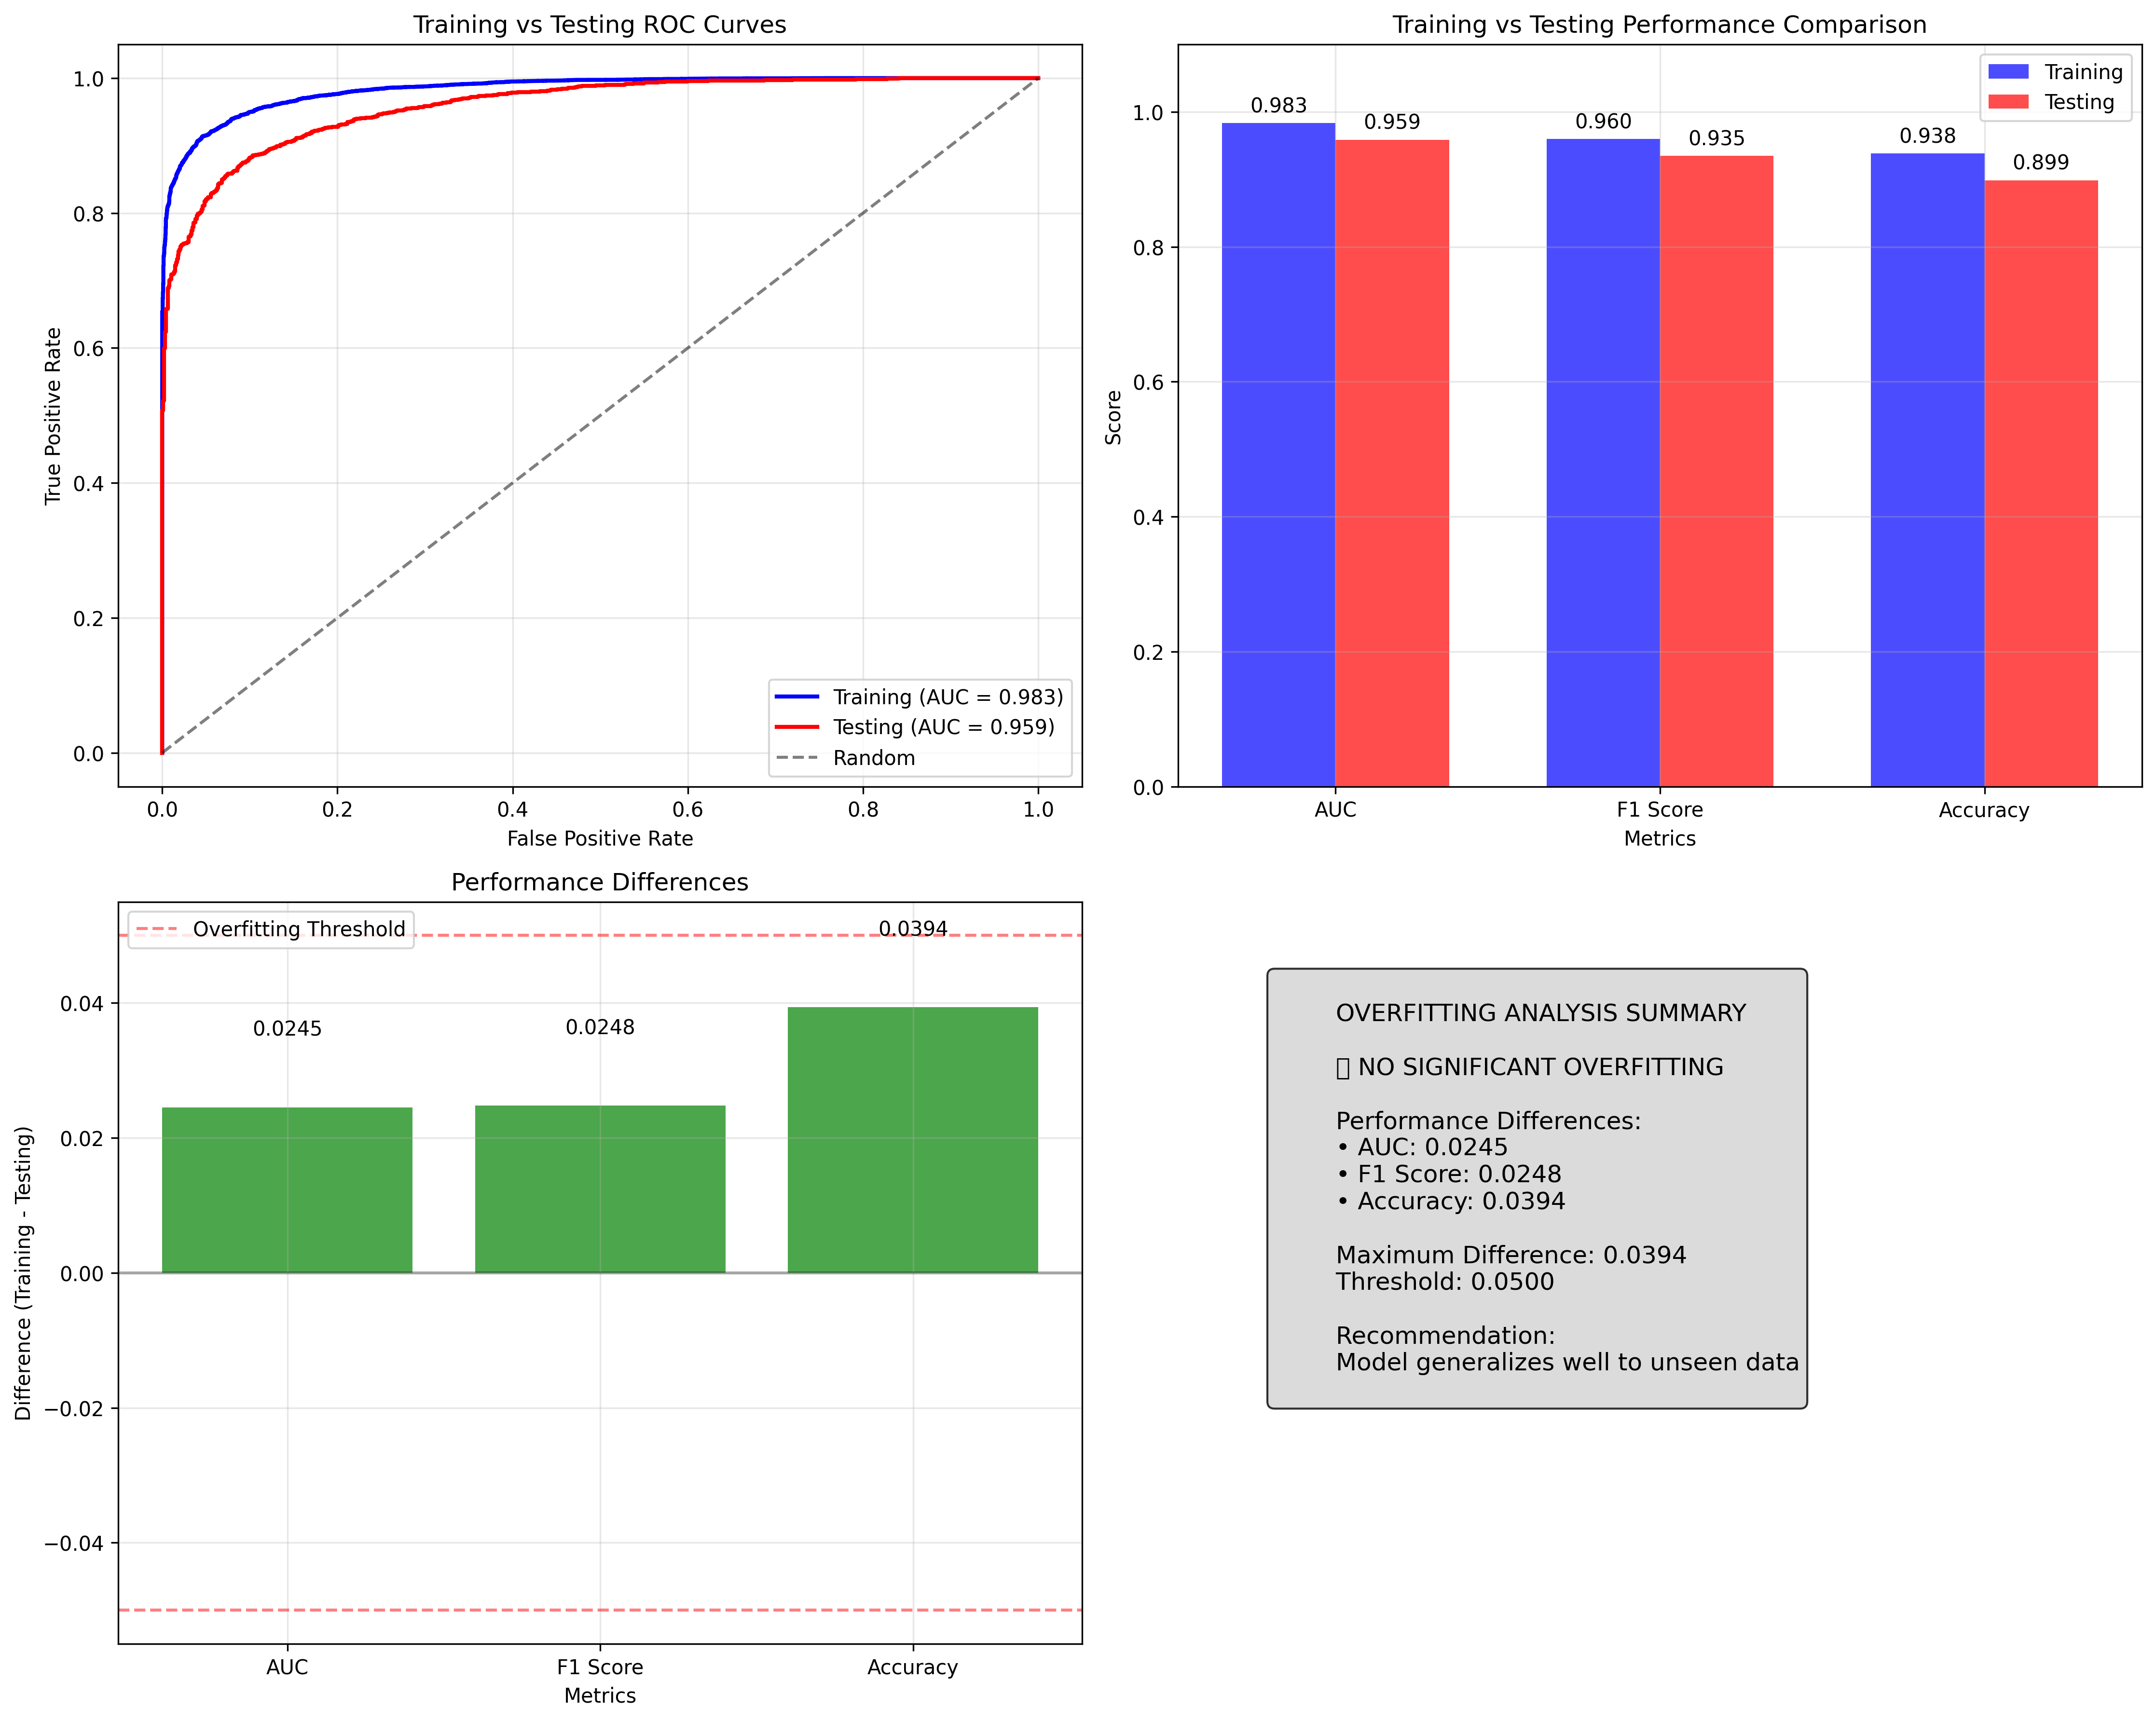 Training vs Testing ROC Curves
1.0
0.8
0.6
0.4
0.2
0.0
True Positive Rate
Training (AUC = 0.983)
Testing (AUC = 0.959)
Random
0.0 0.2 0.4 0.6 0.8 1.0
False Positive Rate
Training vs Testing Performance Comparison
Training
Testing
0.983 0.959 0.960 0.935 0.938 0.899
1.0
0.8
0.6
0.4
0.2
0.0
Score
AUC F1 Score Accuracy
Metrics
Performance Differences
Overfitting Threshold
0.0245 0.0248 0.0394
0.04
0.02
0.00
−0.02
−0.04
Difference (Training - Testing)
AUC F1 Score Accuracy
Metrics
OVERFITTING ANALYSIS SUMMARY
NO SIGNIFICANT OVERFITTING
Performance Differences:
• AUC: 0.0245
• F1 Score: 0.0248
• Accuracy: 0.0394
Maximum Difference: 0.0394
Threshold: 0.0500
Recommendation:
Model generalizes well to unseen data